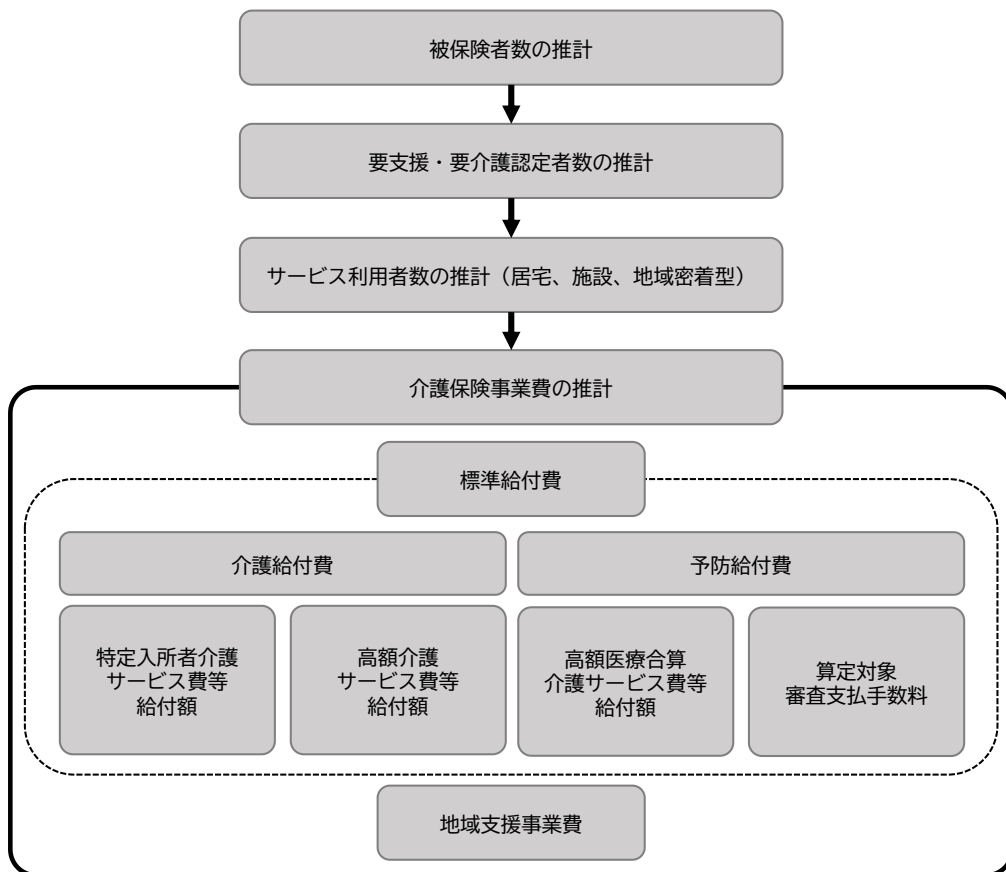 被保険者数の推計
要支援・要介護認定者数の推計
サービス利用者数の推計（居宅、施設、地域密着型）
介護保険事業費の推計
標準給付費
介護給付費
予防給付費
特定入所者介護
サービス費等
給付額
高額介護
サービス費等
給付額
高額医療合算
介護サービス費等
給付額
算定対象
審査支払手数料
地域支援事業費